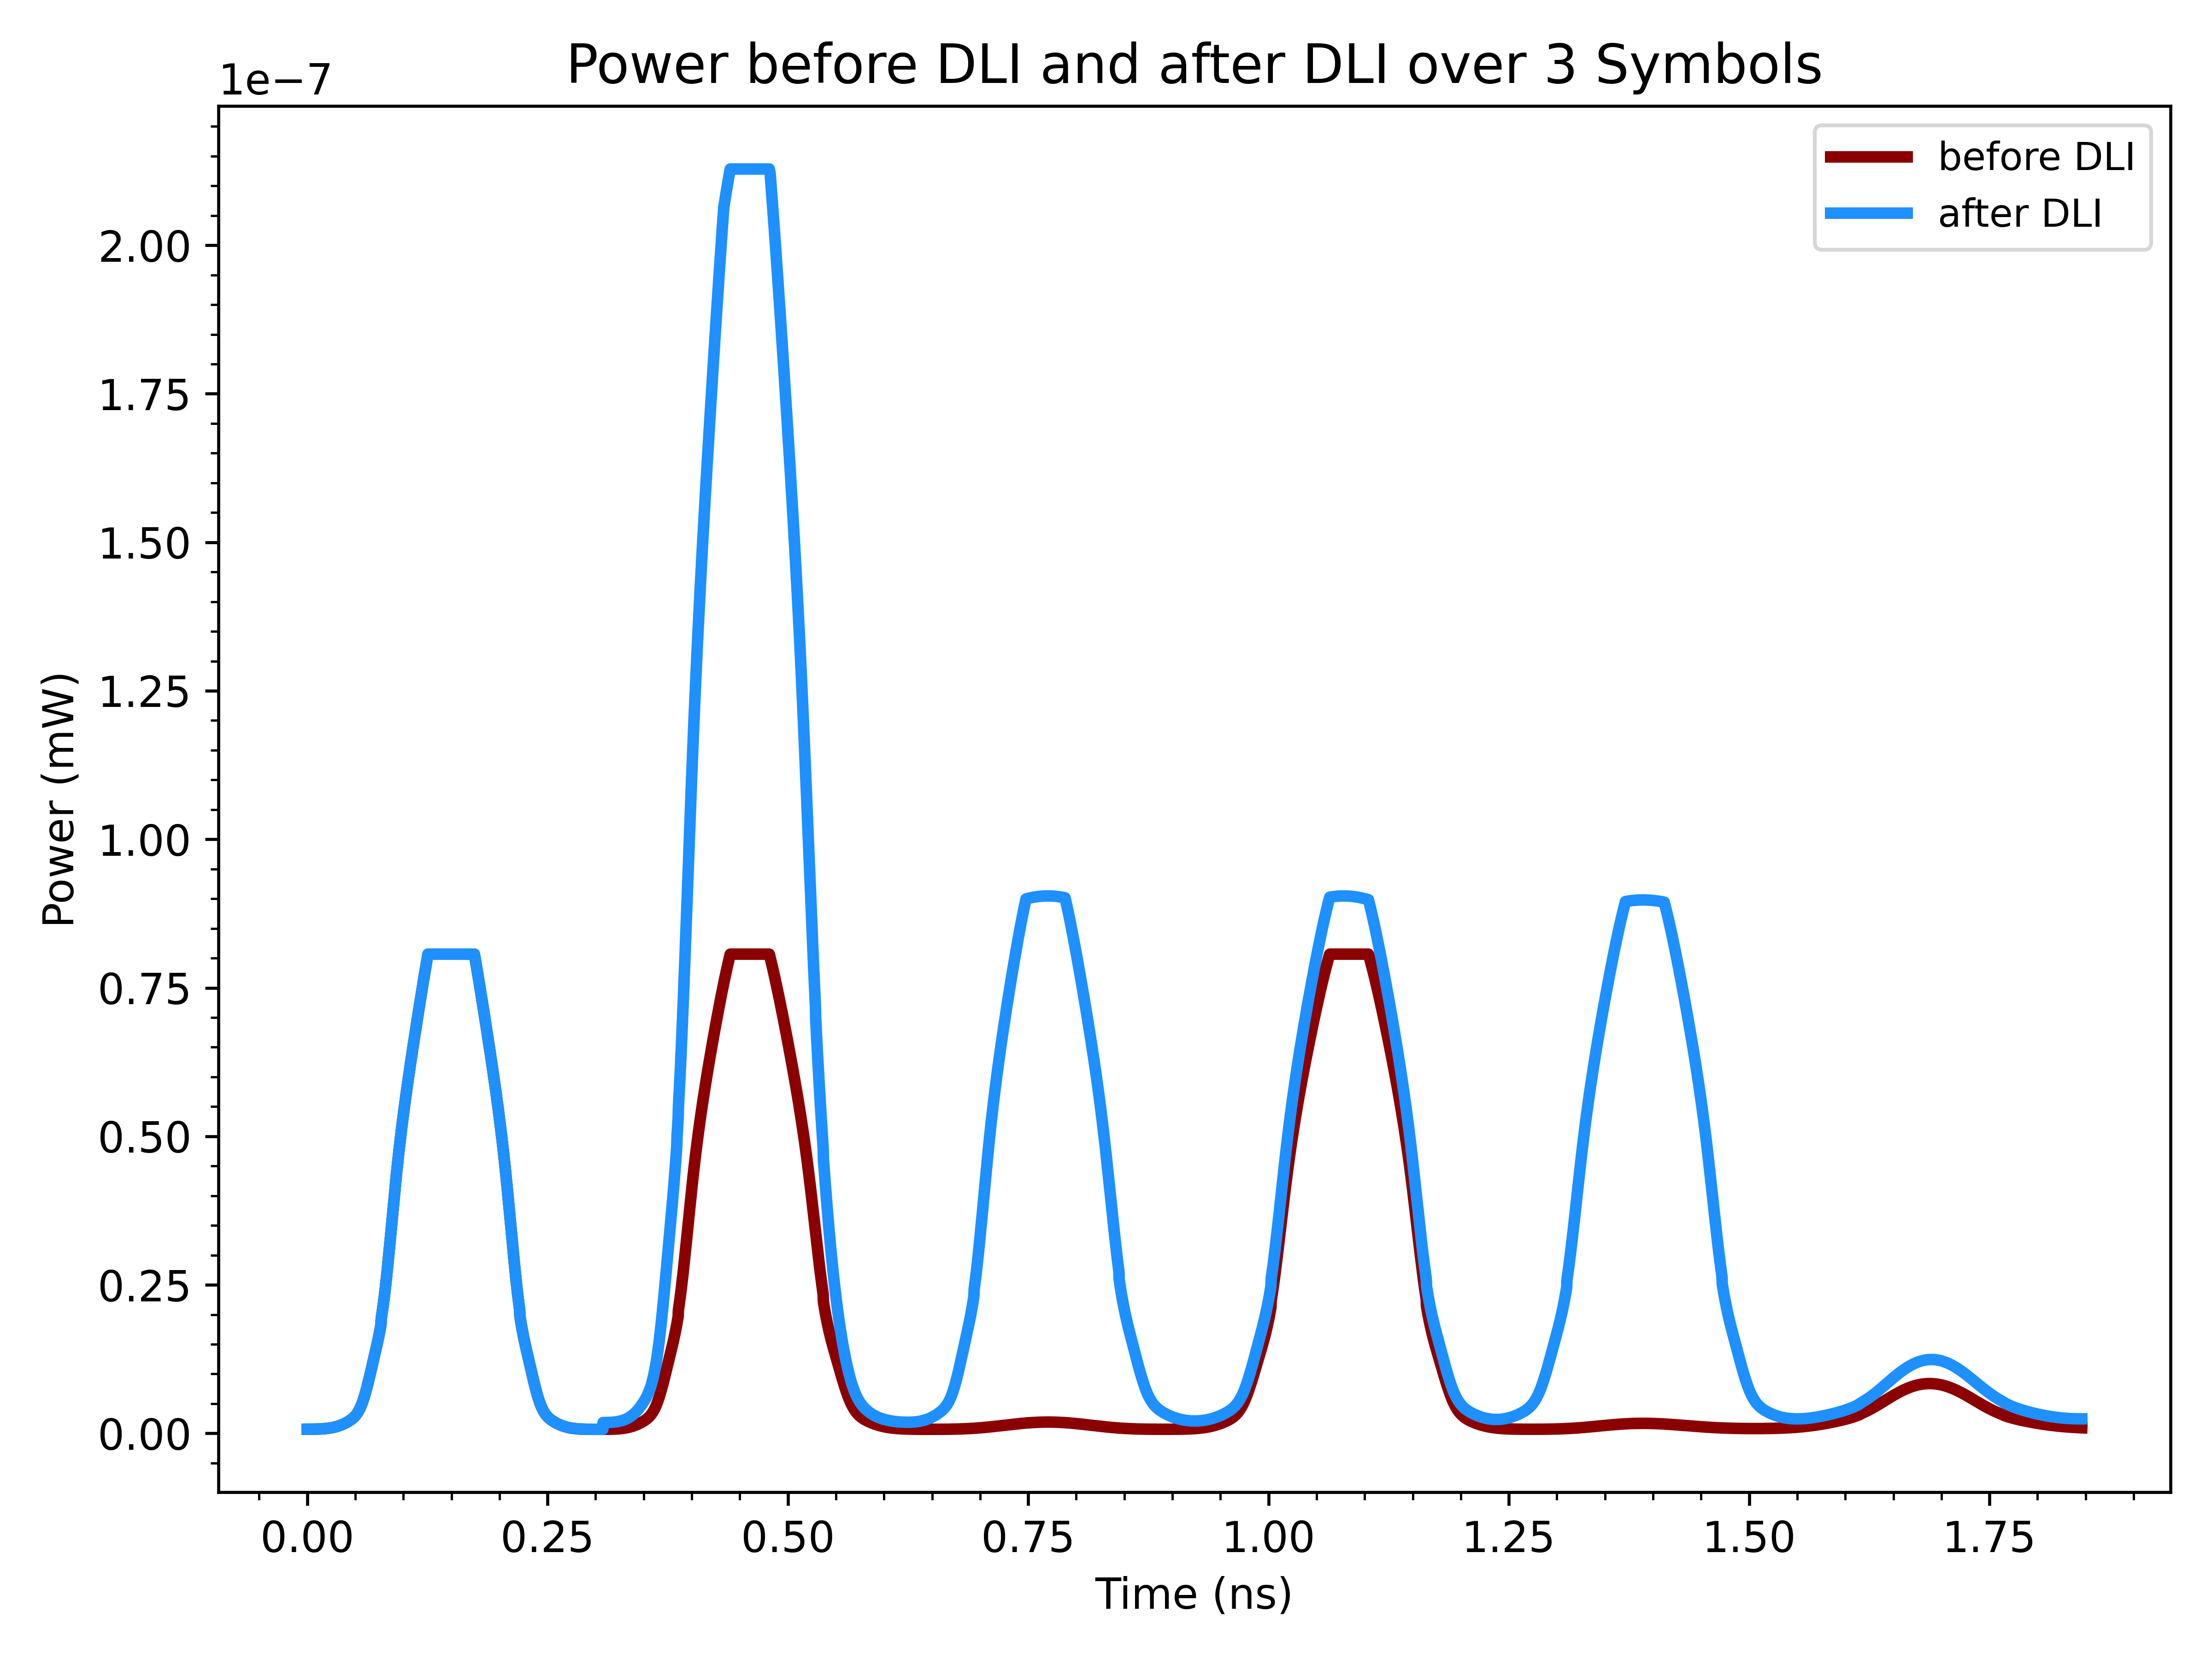 Power before DLI and after DLI over 3 Symbols
1e−7
before DLI
after DLI
2.00
1.75
1.50
1.25
1.00
0.75
0.50
0.25
0.00
Power (mW)
0.00 0.25 0.50 0.75 1.00 1.25 1.50 1.75
Time (ns)